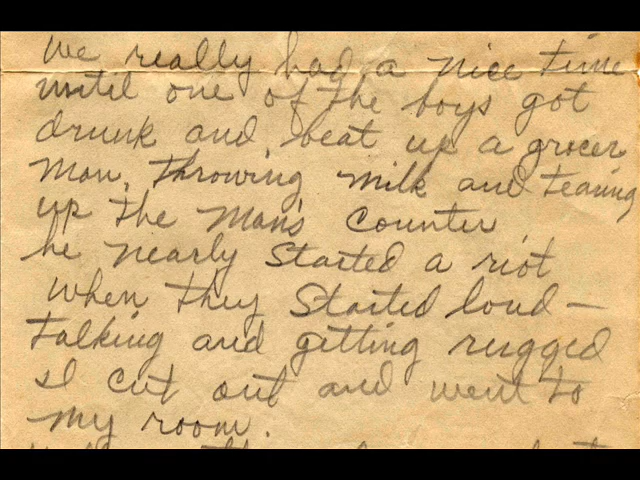 We really had a nice time
until one of the boys got
drunk and beat up a grocer
man, throwing milk and tearing
up the man's counter
he nearly started a riot
when they started loud-
talking and getting rugged
I cut out and went to
my room.